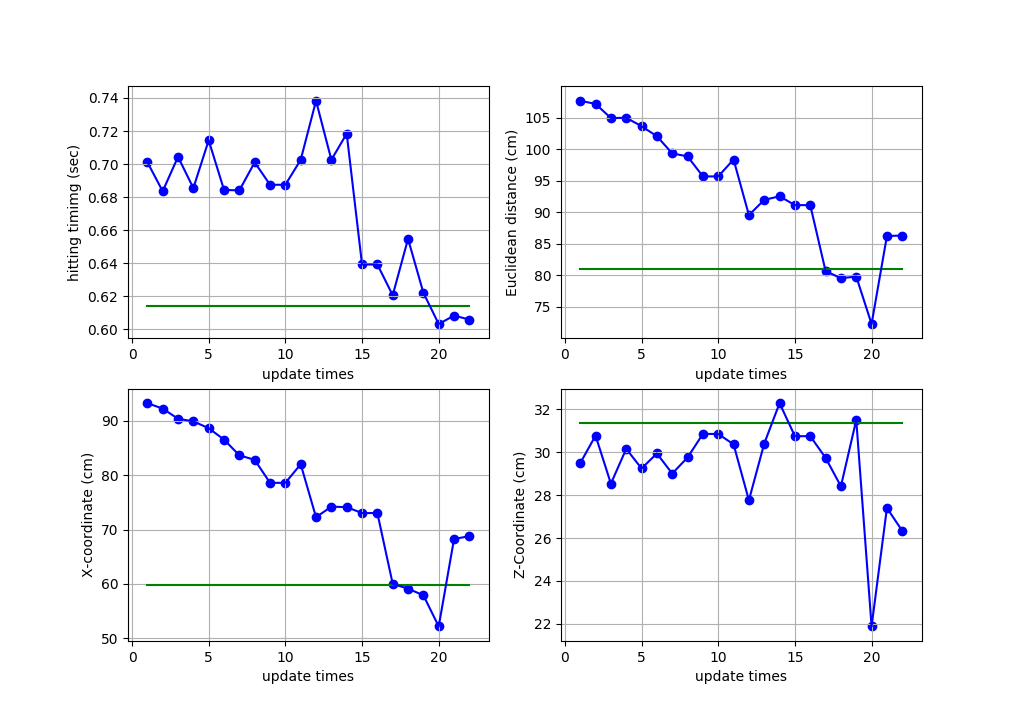 0.74
0.72
0.70
0.68
0.66
0.64
0.62
0.60
hitting timimg (sec)
0 5 10 15 20
update times
105
100
95
90
85
80
75
Euclidean distance (cm)
0 5 10 15 20
update times
90
80
70
60
50
X-coordinate (cm)
0 5 10 15 20
update times
32
30
28
26
24
22
Z-Coordinate (cm)
0 5 10 15 20
update times